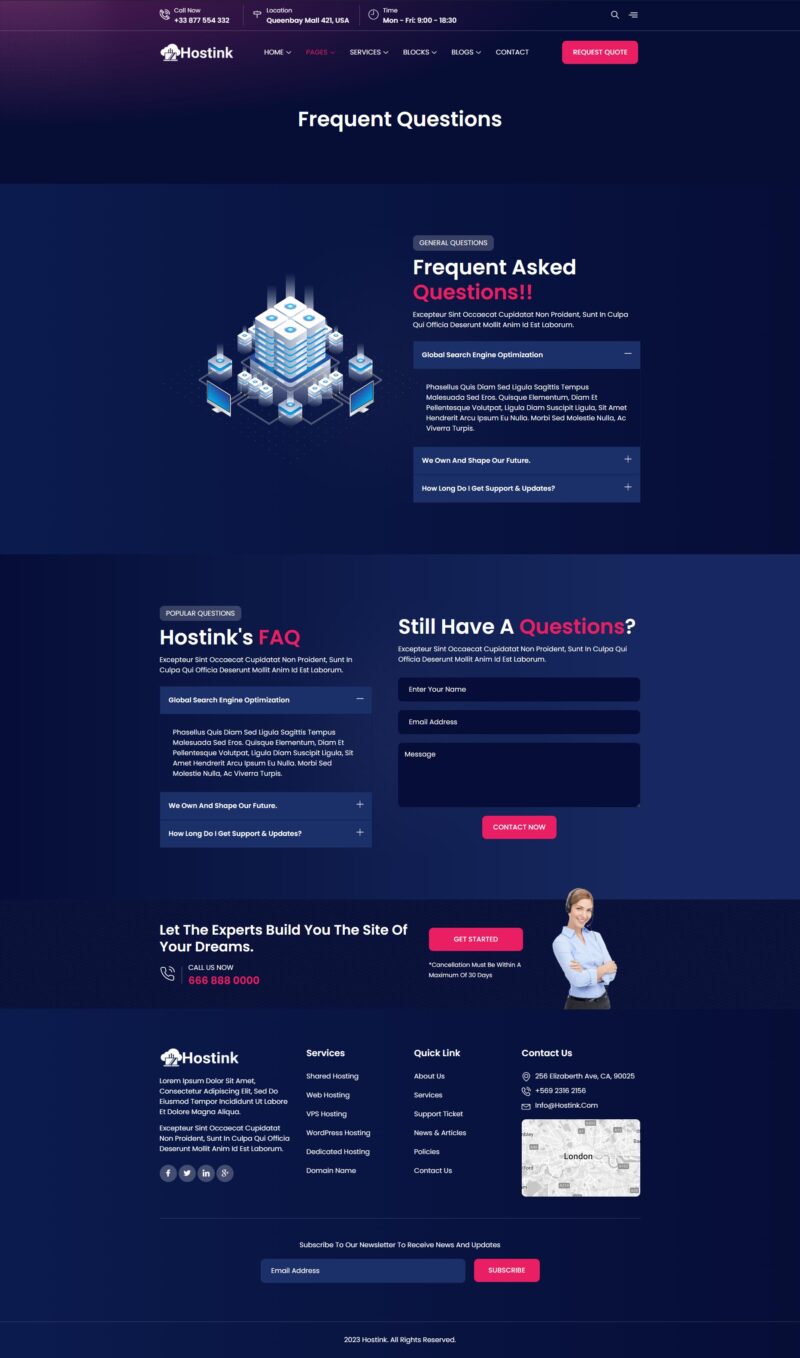 Call Now
+33 877 554 332
Location
Queenbay Mall 421, USA
Time
Mon - Fri: 9:00 - 18:30
Hostink
HOME
PAGES
SERVICES
BLOCKS
BLOGS
CONTACT
REQUEST QUOTE
Frequent Questions
GENERAL QUESTIONS
Frequent Asked
Questions!!
Excepteur Sint Occaecat Cupidatat Non Proident, Sunt In Culpa
Qui Officia Deserunt Mollit Anim Id Est Laborum.
Global Search Engine Optimization
Phasellus Quis Diam Sed Ligula Sagittis Tempus
Malesuada Sed Eros. Quisque Elementum, Diam Et
Pellentesque Volutpat, Ligula Diam Suscipit Ligula, Sit Amet
Hendrerit Arcu Ipsum Eu Nulla. Morbi Sed Molestie Nulla, Ac
Viverra Turpis.
We Own And Shape Our Future.
How Long Do I Get Support & Updates?
POPULAR QUESTIONS
Hostink's FAQ
Excepteur Sint Occaecat Cupidatat Non Proident, Sunt In
Culpa Qui Officia Deserunt Mollit Anim Id Est Laborum.
Global Search Engine Optimization
Phasellus Quis Diam Sed Ligula Sagittis Tempus
Malesuada Sed Eros. Quisque Elementum, Diam Et
Pellentesque Volutpat, Ligula Diam Suscipit Ligula, Sit
Amet Hendrerit Arcu Ipsum Eu Nulla. Morbi Sed
Molestie Nulla, Ac Viverra Turpis.
We Own And Shape Our Future.
How Long Do I Get Support & Updates?
Still Have A Questions?
Excepteur Sint Occaecat Cupidatat Non Proident, Sunt In Culpa Qui
Officia Deserunt Mollit Anim Id Est Laborum.
Enter Your Name
Email Address
Message
CONTACT NOW
Let The Experts Build You The Site Of
Your Dreams.
CALL US NOW
666 888 0000
GET STARTED
*Cancellation Must Be Within A
Maximum Of 30 Days
Hostink
Lorem Ipsum Dolor Sit Amet,
Consectetur Adipiscing Elit, Sed Do
Eiusmod Tempor Incididunt Ut Labore
Et Dolore Magna Aliqua.
Excepteur Sint Occaecat Cupidatat
Non Proident, Sunt In Culpa Qui Officia
Deserunt Mollit Anim Id Est Laborum.
Services
Shared Hosting
Web Hosting
VPS Hosting
WordPress Hosting
Dedicated Hosting
Domain Name
Quick Link
About Us
Services
Support Ticket
News & Articles
Policies
Contact Us
Contact Us
256 Elizaberth Ave, CA, 90025
+569 2316 2156
Info@Hostink.Com
London
Subscribe To Our Newsletter To Receive News And Updates
Email Address
SUBSCRIBE
2023 Hostink. All Rights Reserved.